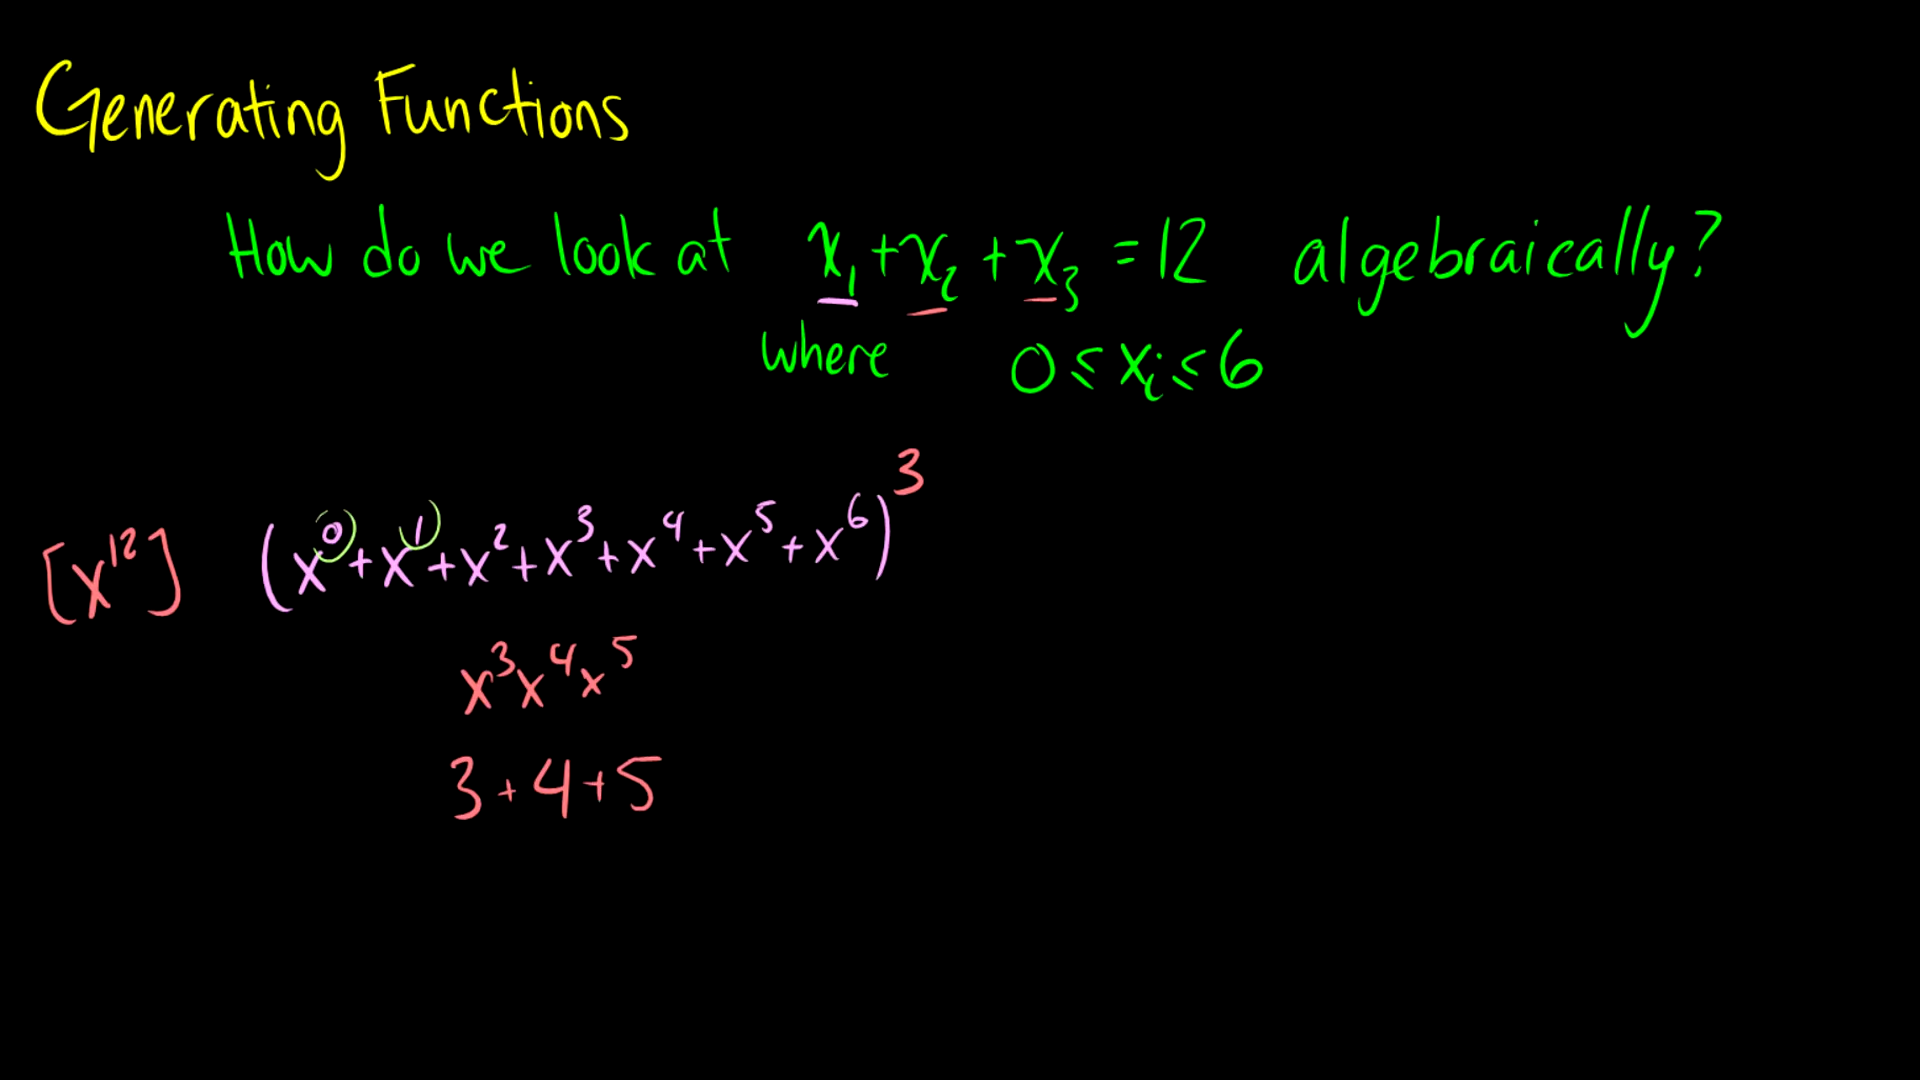 Generating Functions
How do we look at x₁ + x₂ + x₃ = 12 algebraically?
where 0 ≤ xᵢ ≤ 6
[x¹²] (x⁰ + x¹ + x² + x³ + x⁴ + x⁵ + x⁶)³
x³x⁴x⁵
3 + 4 + 5